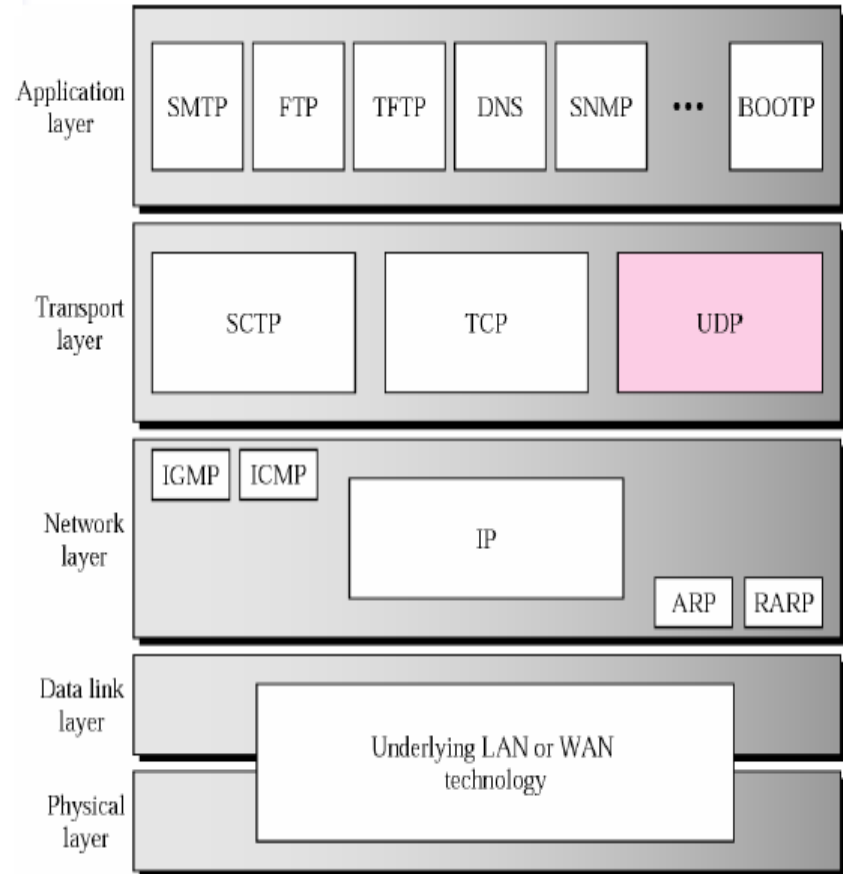 Application
layer
SMTP
FTP
TFTP
DNS
SNMP
•••
BOOTP
Transport
layer
SCTP
TCP
UDP
Network
layer
IGMP
ICMP
IP
ARP
RARP
Data link
layer
Underlying LAN or WAN
technology
Physical
layer